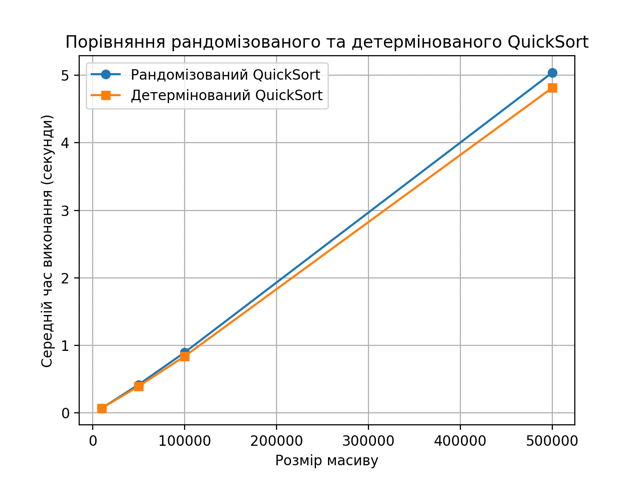 Порівняння рандомізованого та детермінованого QuickSort
Рандомізований QuickSort
Детермінований QuickSort
Середній час виконання (секунди)
5
4
3
2
1
0
0 100000 200000 300000 400000 500000
Розмір масиву